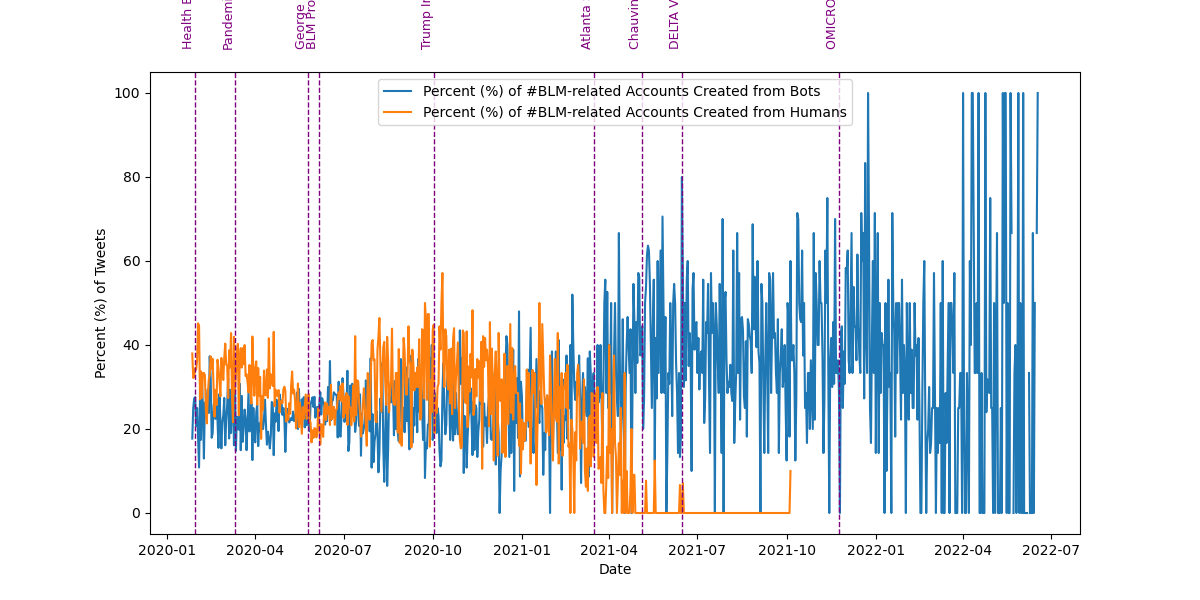 Health
Pandemi
George
BLM Pro
Trump
Atlanta
Chauvin
DELTA V
OMICRO
Percent (%) of #BLM-related Accounts Created from Bots
Percent (%) of #BLM-related Accounts Created from Humans
100
80
60
40
20
0
Percent (%) of Tweets
2020-01 2020-04 2020-07 2020-10 2021-01 2021-04 2021-07 2021-10 2022-01 2022-04 2022-07
Date